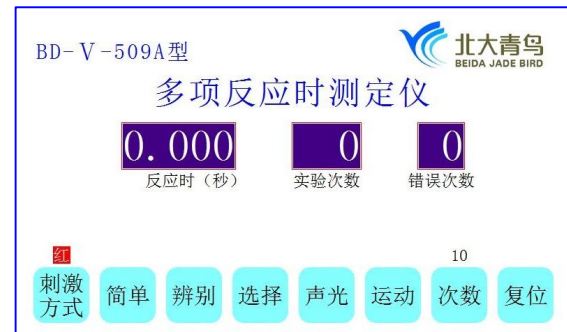 BD-Ⅴ-509A型
北大青鸟
BEIDA JADE BIRD
多项反应时测定仪
0.000 0 0
反应时（秒） 实验次数 错误次数
红 10
刺激方式 简单 辨别 选择 声光 运动 次数 复位